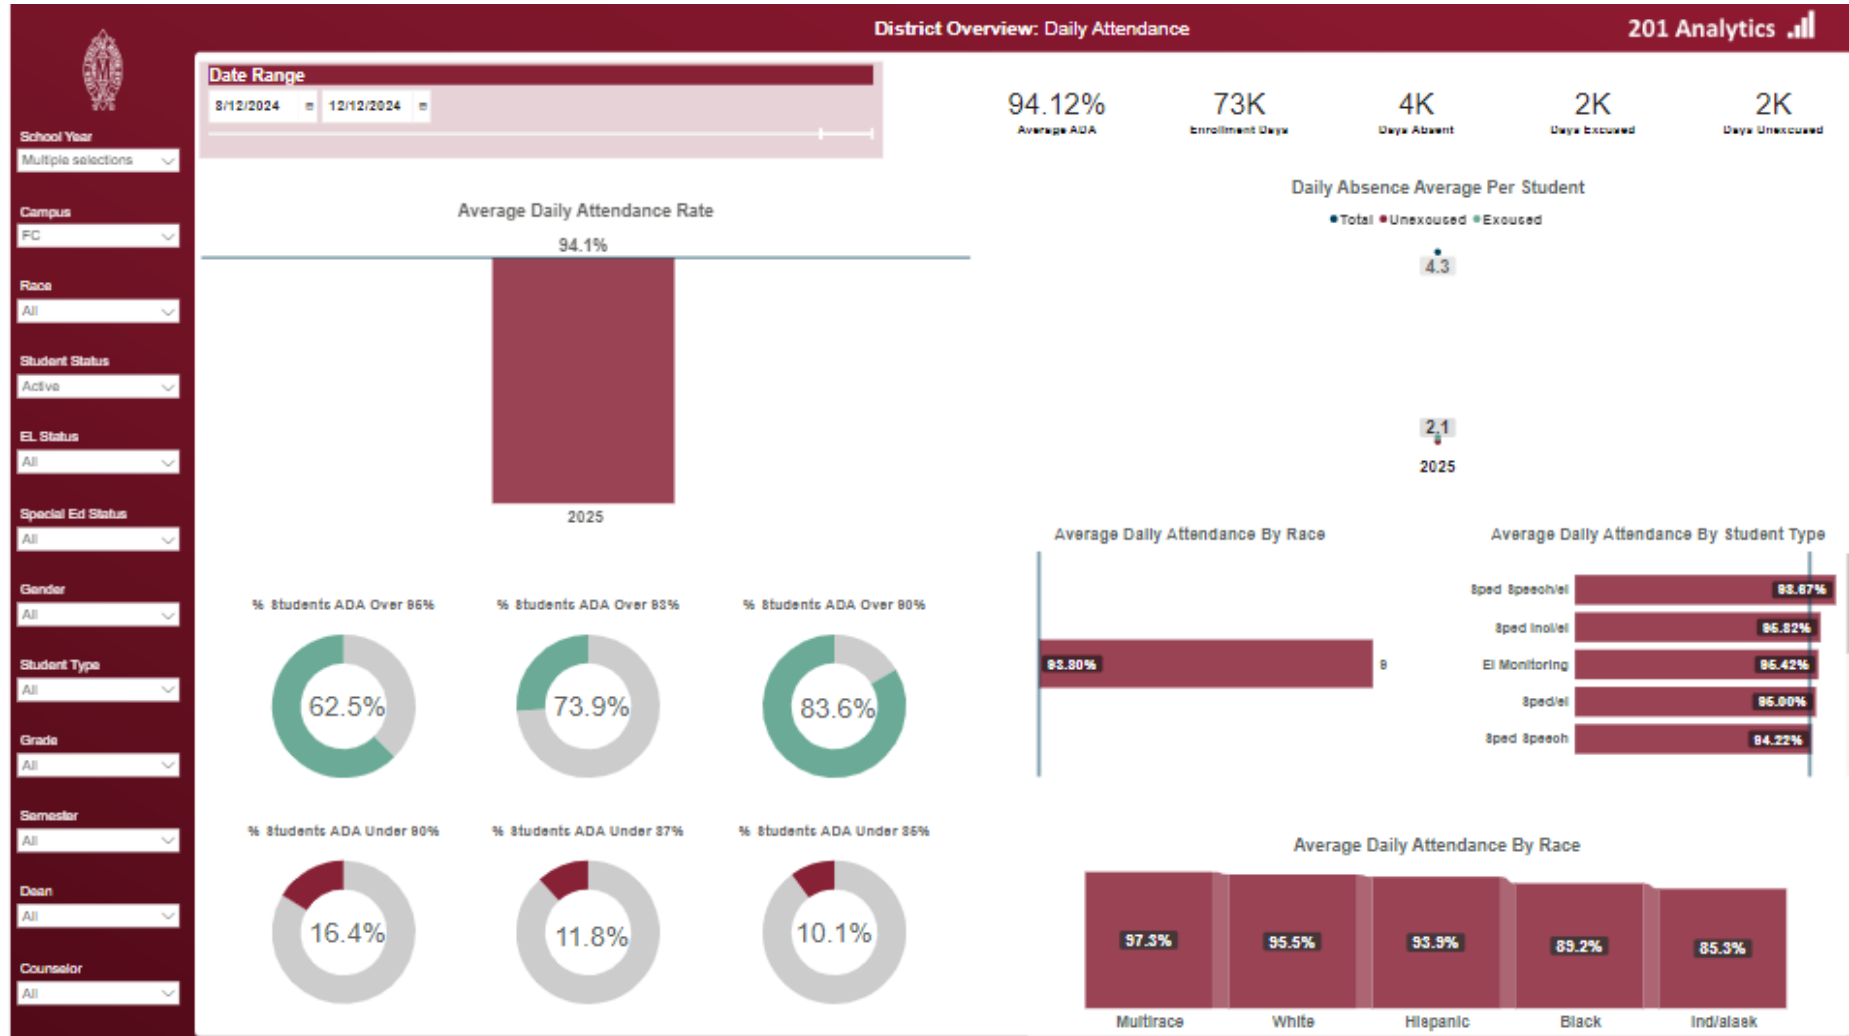 District Overview: Daily Attendance
201 Analytics
Date Range
8/12/2024
12/12/2024
94.12%
Average ADA
73K
Enrollment Days
4K
Days Absent
2K
Days Excused
2K
Days Unexcused
School Year
Multiple selections
Campus
FC
Race
All
Student Status
Active
EL Status
All
Special Ed Status
All
Gender
All
Student Type
All
Grade
All
Semester
All
Dean
All
Counselor
All
Average Daily Attendance Rate
94.1%
2025
Daily Absence Average Per Student
Total Unexcused Excused
4.3
2.1
2025
% Students ADA Over 95%
62.5%
% Students ADA Over 93%
73.9%
% Students ADA Over 90%
83.6%
% Students ADA Under 90%
16.4%
% Students ADA Under 87%
11.8%
% Students ADA Under 85%
10.1%
Average Daily Attendance By Race
93.80%
9
Average Daily Attendance By Student Type
Sped Speech/el
Sped Incl/el
95.82%
El Monitoring
95.42%
Sped/el
95.00%
Sped Speech
94.22%
Average Daily Attendance By Race
97.3%
95.5%
93.9%
89.2%
85.3%
Multirace
White
Hispanic
Black
Ind/alask